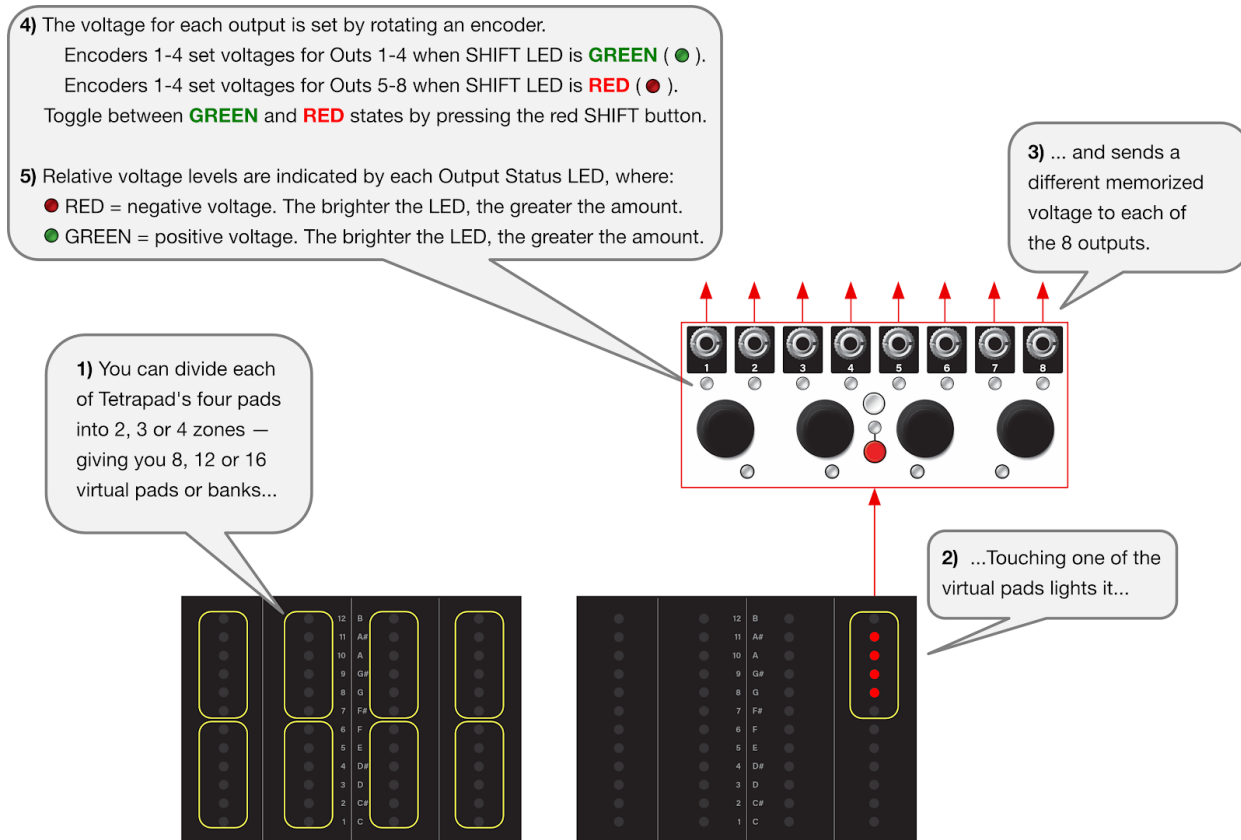 4) The voltage for each output is set by rotating an encoder.
Encoders 1-4 set voltages for Outs 1-4 when SHIFT LED is GREEN ( ).
Encoders 1-4 set voltages for Outs 5-8 when SHIFT LED is RED ( ).
Toggle between GREEN and RED states by pressing the red SHIFT button.
5) Relative voltage levels are indicated by each Output Status LED, where:
RED = negative voltage. The brighter the LED, the greater the amount.
GREEN = positive voltage. The brighter the LED, the greater the amount.
3) ... and sends a
different memorized
voltage to each of
the 8 outputs.
1 2 3 4 5 6 7 8
1) You can divide each
of Tetrapad's four pads
into 2, 3 or 4 zones —
giving you 8, 12 or 16
virtual pads or banks...
2) ...Touching one of the
virtual pads lights it...
12 B
11 A#
10 A
9 G#
8 G
7 F#
6 F
5 E
4 D#
3 D
2 C#
1 C
12 B
11 A#
10 A
9 G#
8 G
7 F#
6 F
5 E
4 D#
3 D
2 C#
1 C